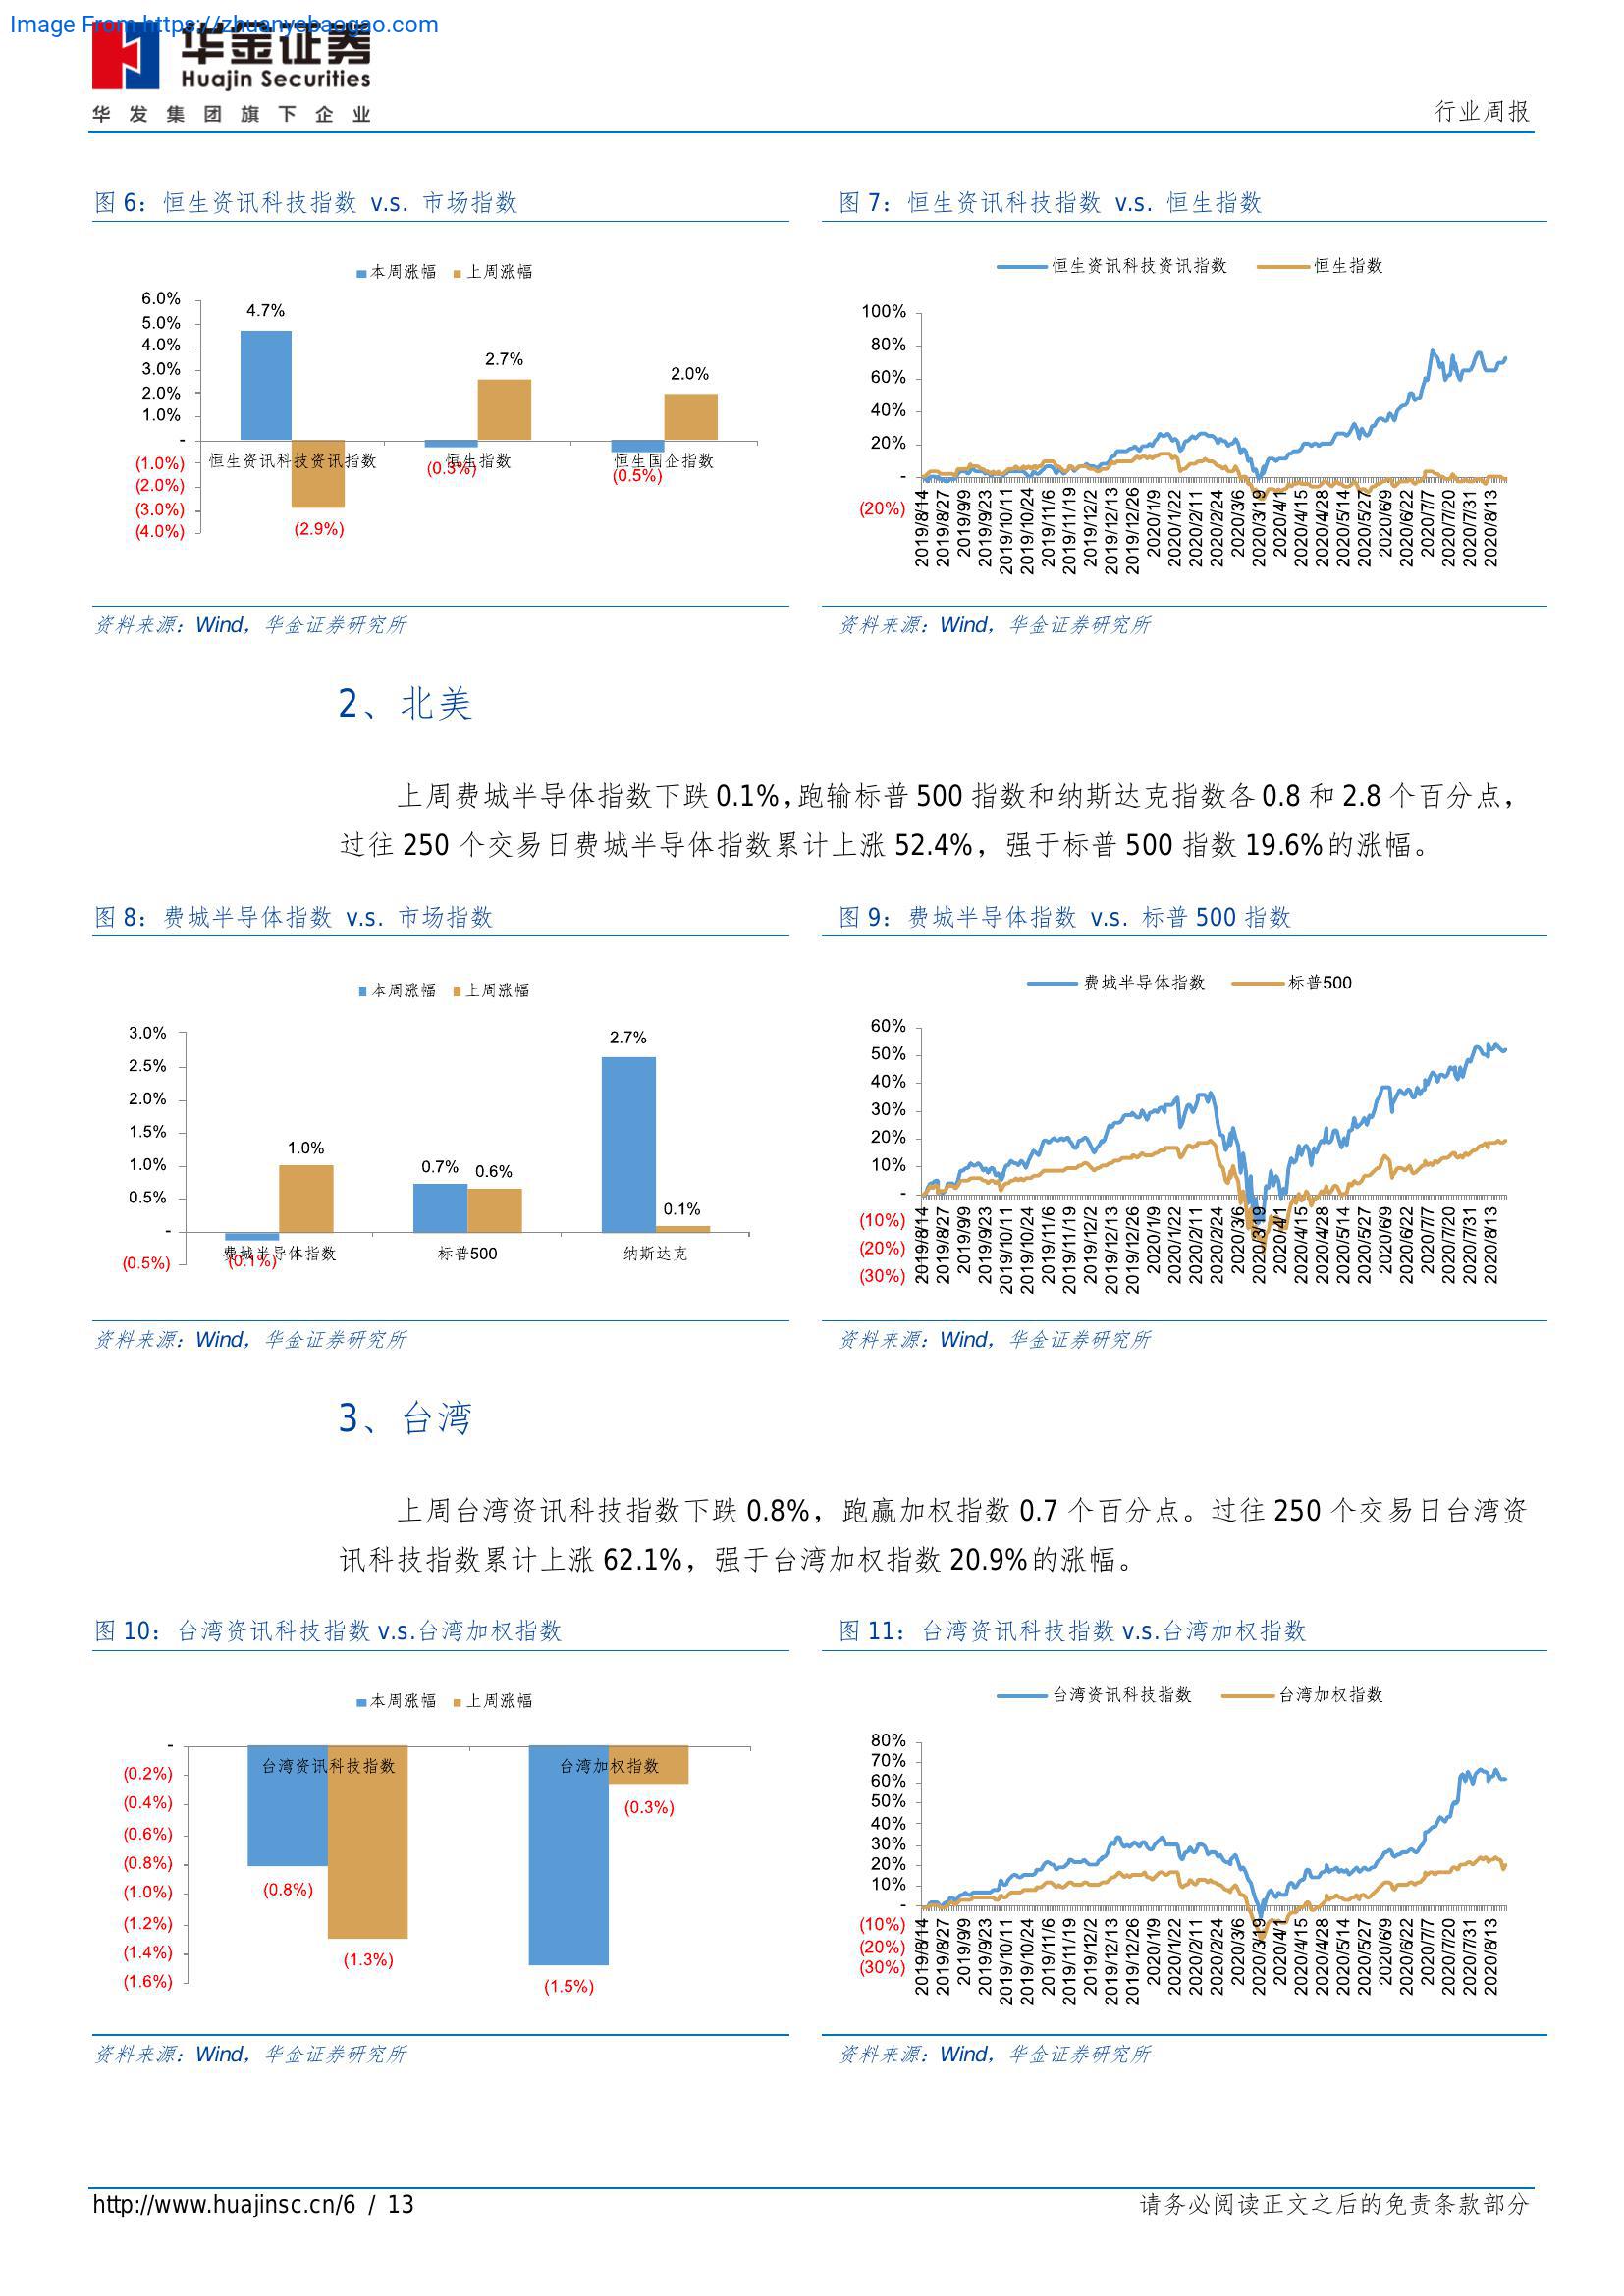 Image From https://zhuanyebaogao.com
华金证券
Huajin Securities
华发集团旗下企业
行业周报
图 6：恒生资讯科技指数 v.s. 市场指数
本周涨幅 上周涨幅
6.0%
5.0%
4.0%
3.0%
2.0%
1.0%
-
(1.0%)
(2.0%)
(3.0%)
(4.0%)
4.7%
(2.9%)
(0.3%)
2.7%
(0.5%)
2.0%
恒生资讯科技资讯指数 恒生指数 恒生国企指数
资料来源：Wind，华金证券研究所
图 7：恒生资讯科技指数 v.s. 恒生指数
恒生资讯科技资讯指数 恒生指数
100%
80%
60%
40%
20%
-
(20%)
2019/8/14 2019/8/27 2019/9/9 2019/9/23 2019/10/11 2019/10/24 2019/11/6 2019/11/19 2019/12/2 2019/12/13 2019/12/26 2020/1/9 2020/1/22 2020/2/11 2020/2/24 2020/3/6 2020/3/19 2020/4/1 2020/4/15 2020/4/28 2020/5/14 2020/5/27 2020/6/9 2020/6/22 2020/7/7 2020/7/20 2020/7/31 2020/8/13
资料来源：Wind，华金证券研究所
2、北美
上周费城半导体指数下跌 0.1%，跑输标普 500 指数和纳斯达克指数各 0.8 和 2.8 个百分点，
过往 250 个交易日费城半导体指数累计上涨 52.4%，强于标普 500 指数 19.6%的涨幅。
图 8：费城半导体指数 v.s. 市场指数
本周涨幅 上周涨幅
3.0%
2.5%
2.0%
1.5%
1.0%
0.5%
-
(0.5%)
(0.1%)
1.0%
0.7%
0.6%
2.7%
0.1%
费城半导体指数 标普500 纳斯达克
资料来源：Wind，华金证券研究所
图 9：费城半导体指数 v.s. 标普 500 指数
费城半导体指数 标普500
60%
50%
40%
30%
20%
10%
-
(10%)
(20%)
(30%)
2019/8/14 2019/8/27 2019/9/9 2019/9/23 2019/10/11 2019/10/24 2019/11/6 2019/11/19 2019/12/2 2019/12/13 2019/12/26 2020/1/9 2020/1/22 2020/2/11 2020/2/24 2020/3/6 2020/3/19 2020/4/1 2020/4/15 2020/4/28 2020/5/14 2020/5/27 2020/6/9 2020/6/22 2020/7/7 2020/7/20 2020/7/31 2020/8/13
资料来源：Wind，华金证券研究所
3、台湾
上周台湾资讯科技指数下跌 0.8%，跑赢加权指数 0.7 个百分点。过往 250 个交易日台湾资
讯科技指数累计上涨 62.1%，强于台湾加权指数 20.9%的涨幅。
图 10：台湾资讯科技指数 v.s.台湾加权指数
本周涨幅 上周涨幅
-
(0.2%)
(0.4%)
(0.6%)
(0.8%)
(1.0%)
(1.2%)
(1.4%)
(1.6%)
台湾资讯科技指数 台湾加权指数
(0.8%)
(1.3%)
(1.5%)
(0.3%)
资料来源：Wind，华金证券研究所
图 11：台湾资讯科技指数 v.s.台湾加权指数
台湾资讯科技指数 台湾加权指数
80%
70%
60%
50%
40%
30%
20%
10%
-
(10%)
(20%)
(30%)
2019/8/14 2019/8/27 2019/9/9 2019/9/23 2019/10/11 2019/10/24 2019/11/6 2019/11/19 2019/12/2 2019/12/13 2019/12/26 2020/1/9 2020/1/22 2020/2/11 2020/2/24 2020/3/6 2020/3/19 2020/4/1 2020/4/15 2020/4/28 2020/5/14 2020/5/27 2020/6/9 2020/6/22 2020/7/7 2020/7/20 2020/7/31 2020/8/13
资料来源：Wind，华金证券研究所
http://www.huajinsc.cn/6 / 13
请务必阅读正文之后的免责条款部分